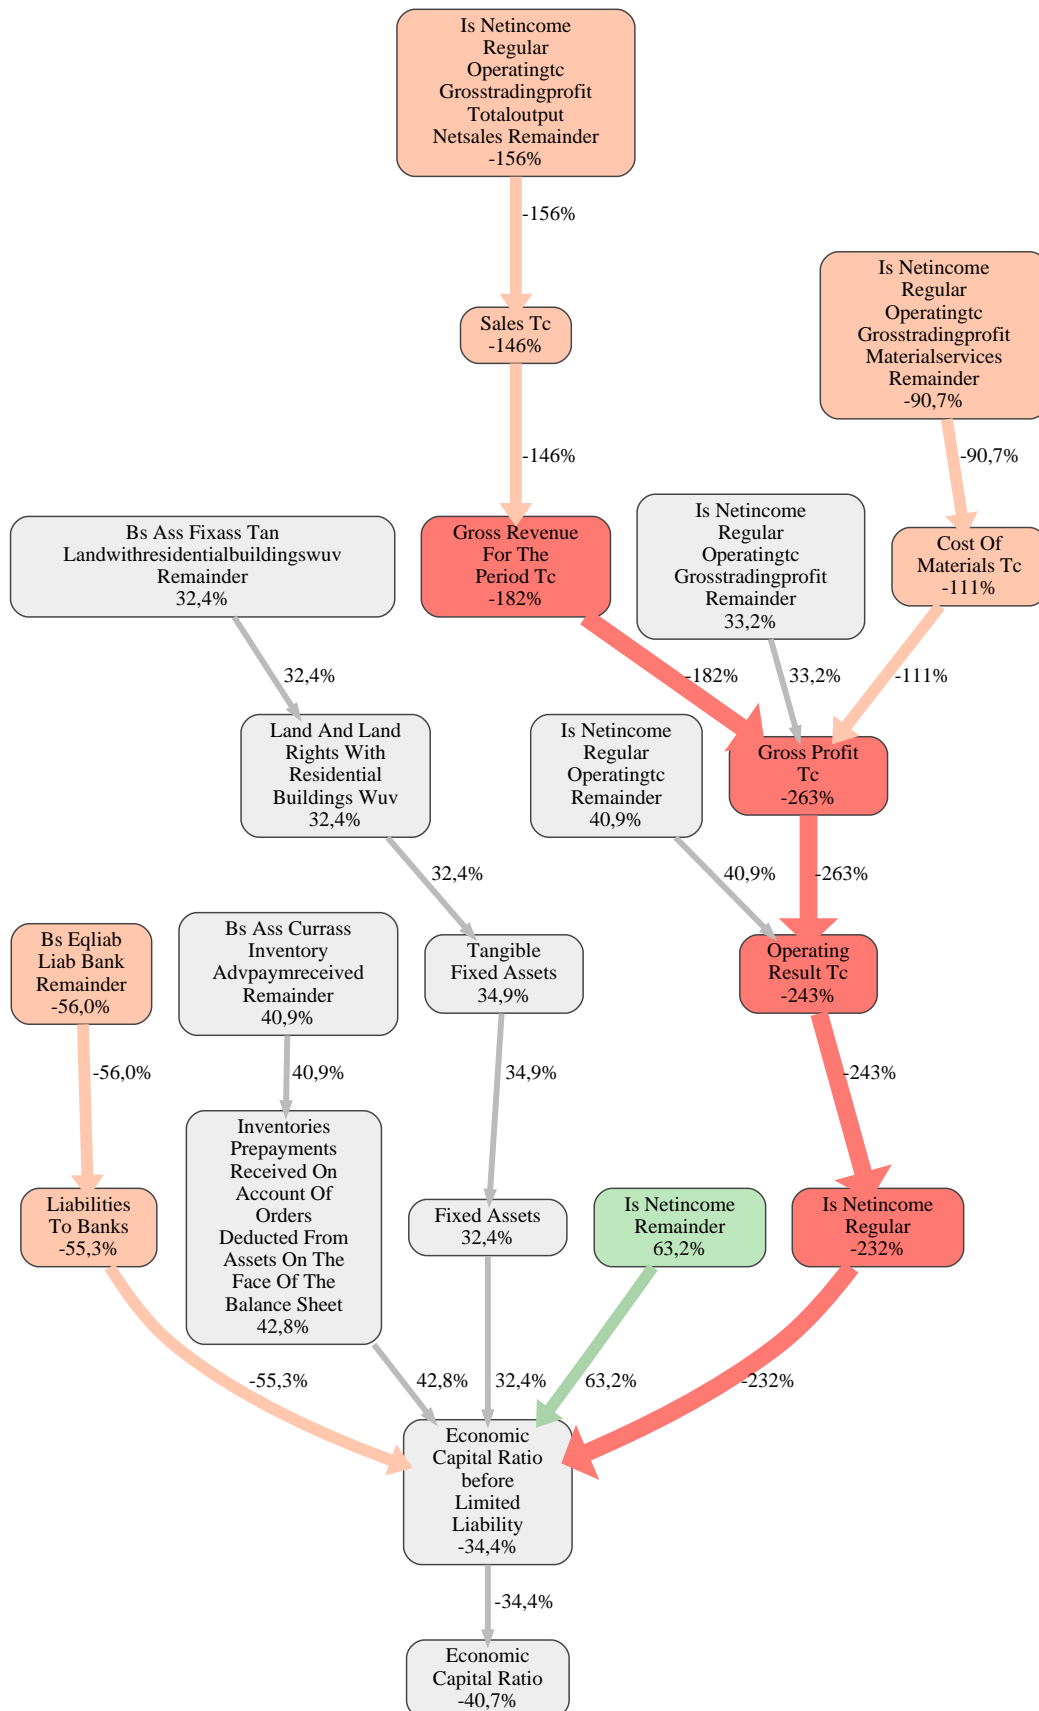 Is Netincome
Regular
Operatingtc
Grosstradingprofit
Totaloutput
Netsales Remainder
-156%
-156%
Sales Tc
-146%
-146%
Is Netincome
Regular
Operatingtc
Grosstradingprofit
Materialservices
Remainder
-90,7%
-90,7%
Bs Ass Fixass Tan
Landwithresidentialbuildingswuv
Remainder
32,4%
Gross Revenue
For The
Period Tc
-182%
Is Netincome
Regular
Operatingtc
Grosstradingprofit
Remainder
33,2%
Cost Of
Materials Tc
-111%
32,4%
-182%
33,2%
-111%
Land And Land
Rights With
Residential
Buildings Wuv
32,4%
Is Netincome
Regular
Operatingtc
Remainder
40,9%
Gross Profit
Tc
-263%
32,4%
40,9%
-263%
Bs Eqliab
Liab Bank
Remainder
-56,0%
Bs Ass Currass
Inventory
Advpaymreceived
Remainder
40,9%
Tangible
Fixed Assets
34,9%
Operating
Result Tc
-243%
-56,0%
40,9%
34,9%
-243%
Liabilities
To Banks
-55,3%
Inventories
Prepayments
Received On
Account Of
Orders
Deducted From
Assets On The
Face Of The
Balance Sheet
42,8%
Fixed Assets
32,4%
Is Netincome
Remainder
63,2%
Is Netincome
Regular
-232%
-55,3%
42,8%
32,4%
63,2%
-232%
Economic
Capital Ratio
before
Limited
Liability
-34,4%
-34,4%
Economic
Capital Ratio
-40,7%